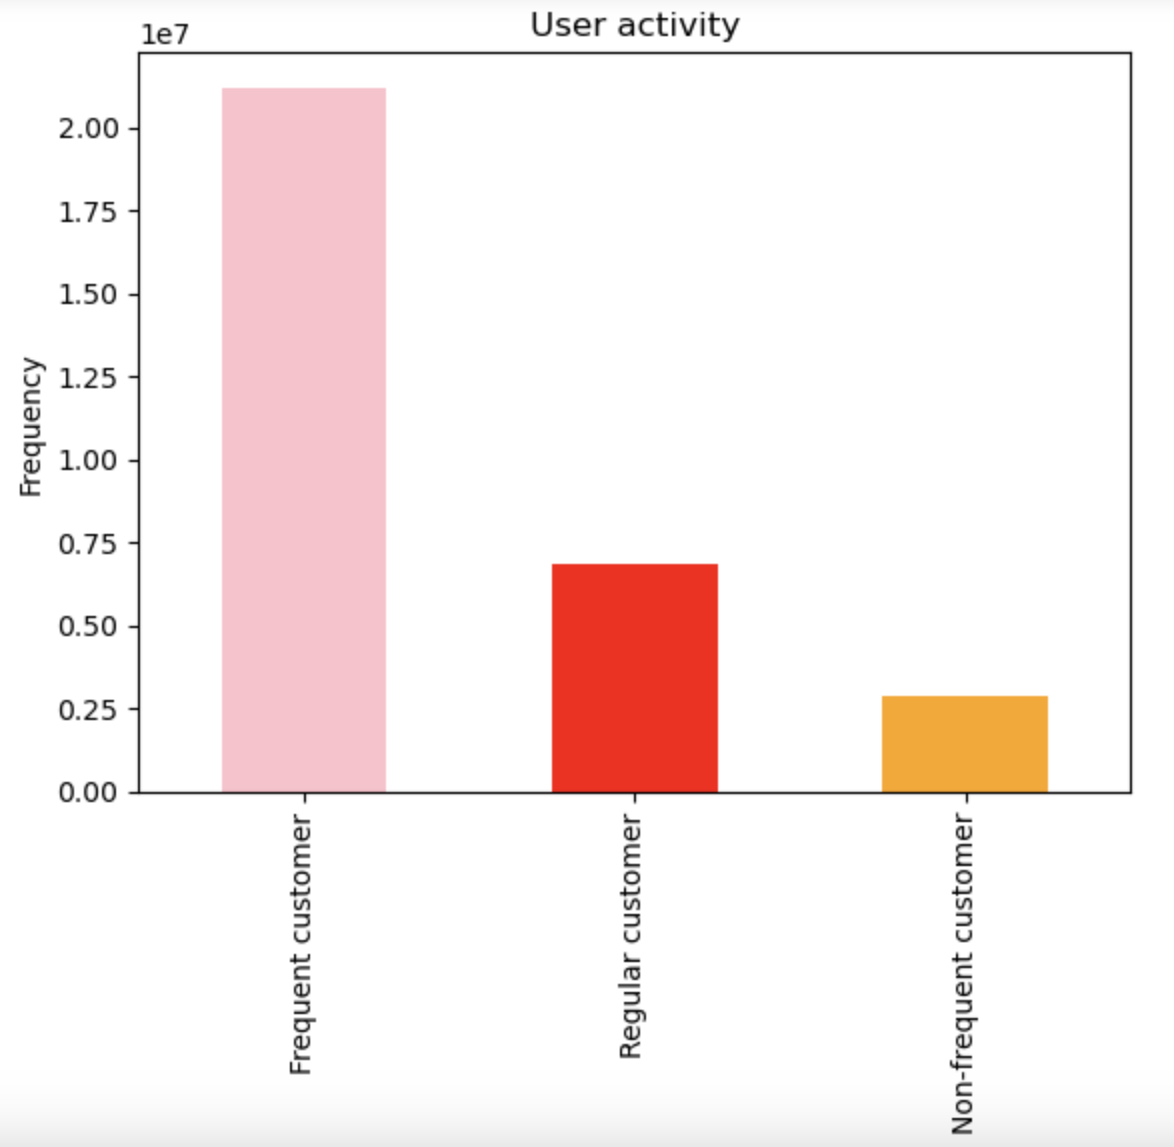 User activity
1e7
2.00
1.75
1.50
1.25
1.00
0.75
0.50
0.25
0.00
Frequency
Frequent customer
Regular customer
Non-frequent customer